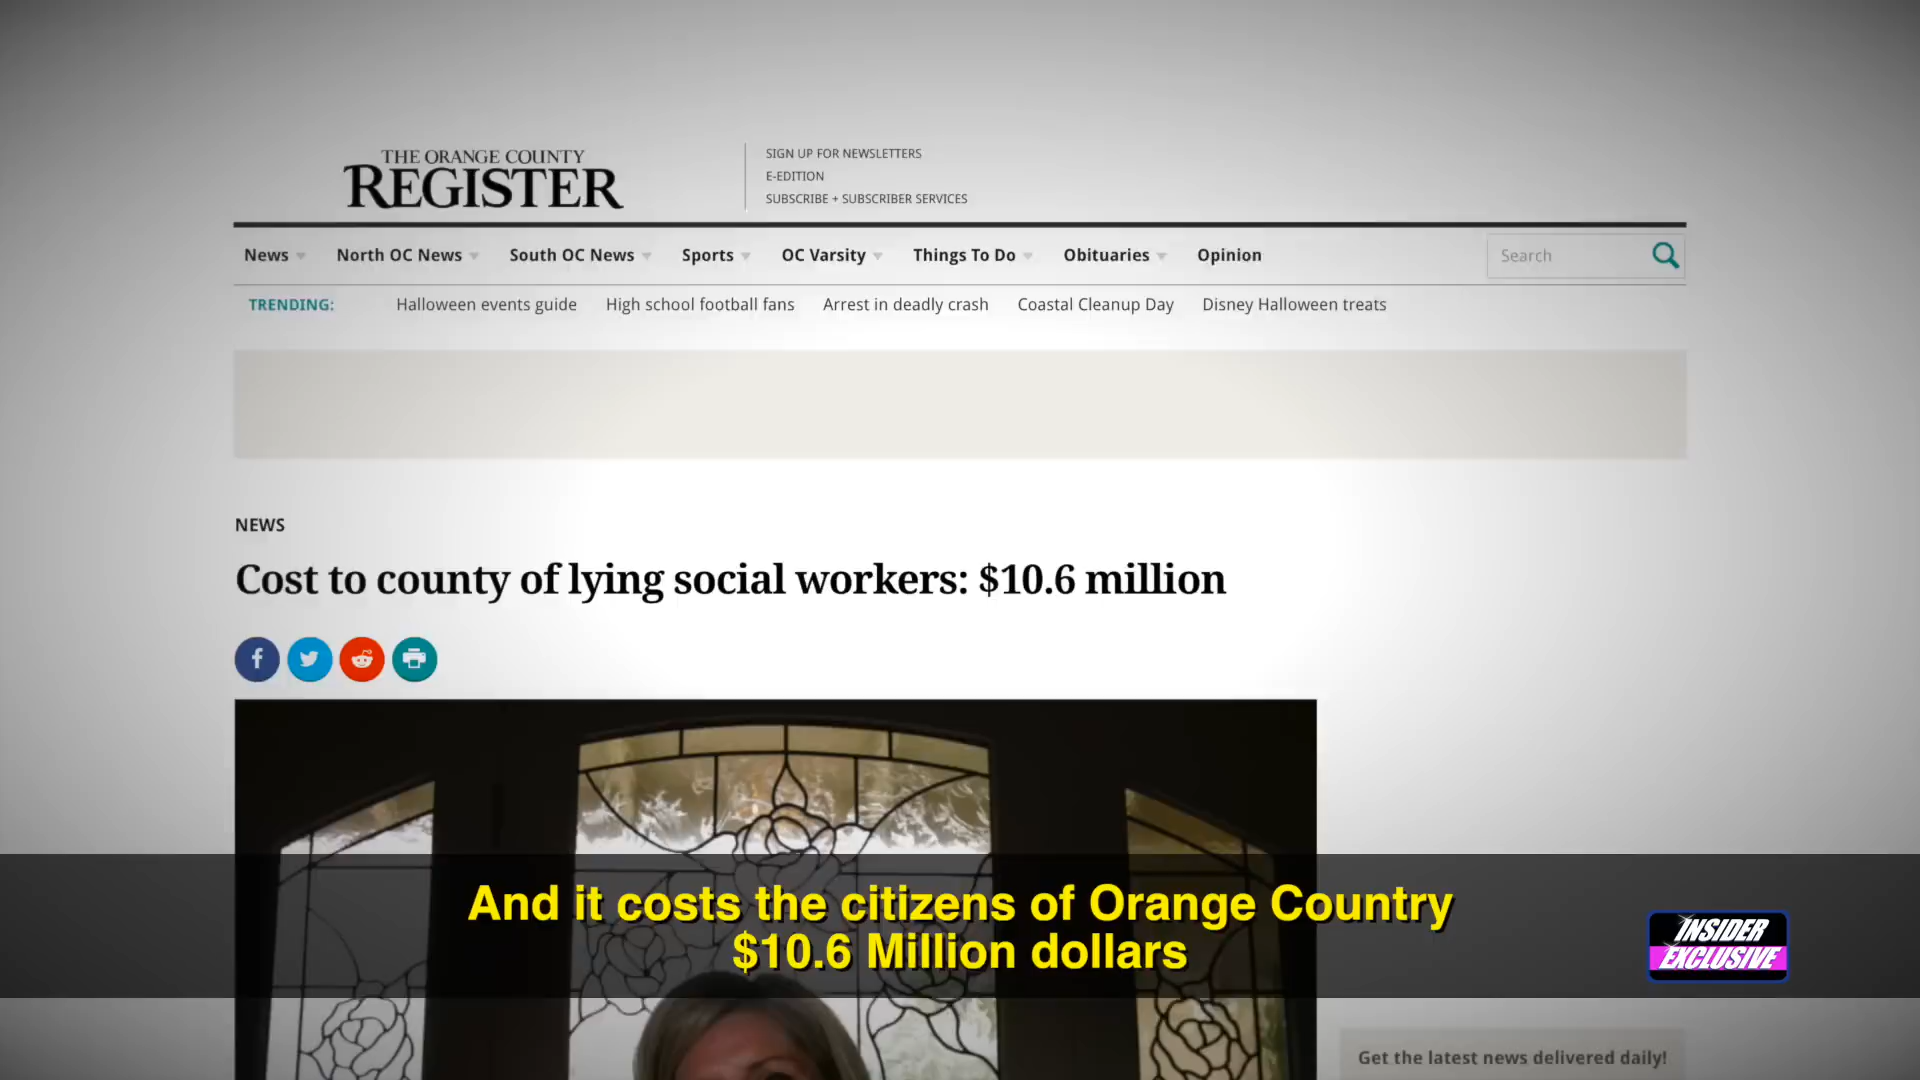 THE ORANGE COUNTY
REGISTER
SIGN UP FOR NEWSLETTERS
E-EDITION
SUBSCRIBE + SUBSCRIBER SERVICES
News North OC News South OC News Sports OC Varsity Things To Do Obituaries Opinion Search
TRENDING: Halloween events guide High school football fans Arrest in deadly crash Coastal Cleanup Day Disney Halloween treats
NEWS
Cost to county of lying social workers: $10.6 million
And it costs the citizens of Orange Country
$10.6 Million dollars
INSIDER
EXCLUSIVE
Get the latest news delivered daily!